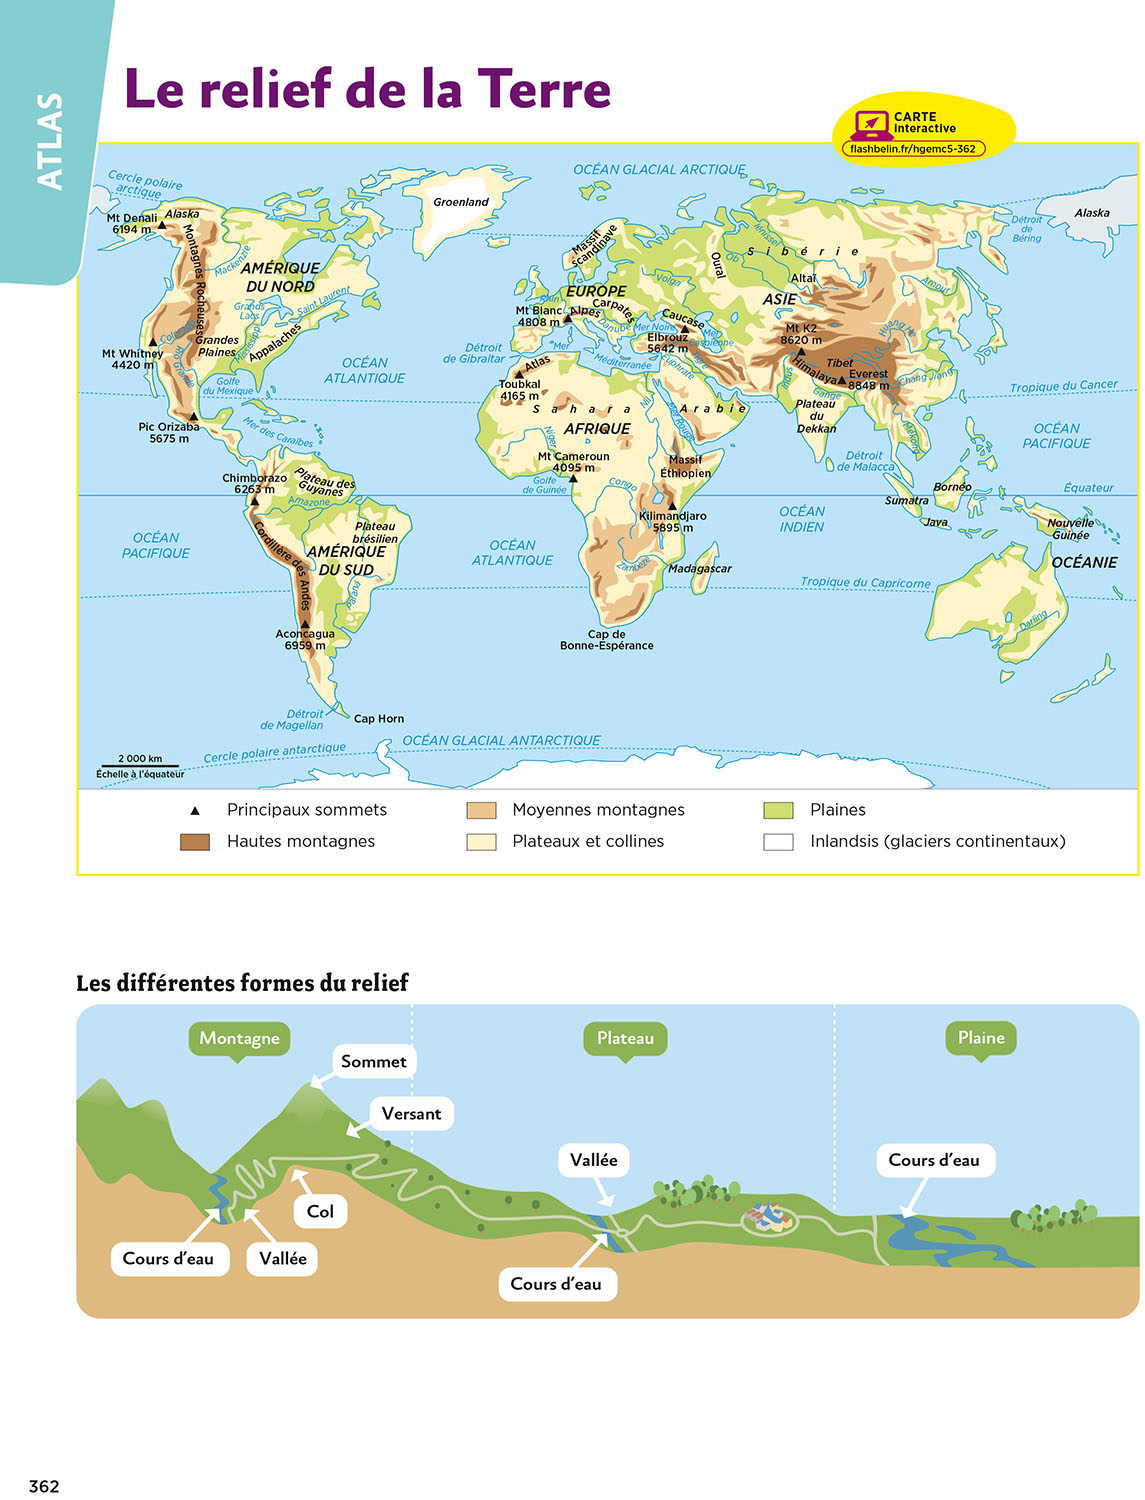 ATLAS
Le relief de la Terre
CARTE
interactive
flashbelin.fr/hgemc5-362
OCÉAN GLACIAL ARCTIQUE
Cercle polaire
arctique
Groenland
Alaska
Mt Denali
6194 m
Alaska
Détroit
de
Béring
Massif
scandinave
Montagnes Rocheuses
Mackenzie
AMÉRIQUE
DU NORD
Oural
Ob
Iénisseï
Sibérie
Altaï
Amour
Volga
EUROPE
ASIE
Rhin
Carpates
Alpes
Mt Blanc
4808 m
Danube
Mer Noire
Caucase
Mer
Caspienne
Elbrouz
5642 m
Grands
Lacs
Saint Laurent
Colorado
Rio Grande
Mississippi
Grandes
Plaines
Appalaches
Mt Whitney
4420 m
Mt K2
8620 m
Huang He
Tibet
Himalaya
Everest
8848 m
Chang Jiang
OCÉAN
ATLANTIQUE
Détroit
de Gibraltar
Mer
Méditerranée
Tigre
Euphrate
Indus
Gange
Atlas
Toubkal
4165 m
Golfe
du Mexique
Tropique du Cancer
Sahara
Nil
Mer Rouge
Arabie
Plateau
du
Dekkan
Mékong
Pic Orizaba
5675 m
Mer des Caraïbes
AFRIQUE
Niger
OCÉAN
PACIFIQUE
Mt Cameroun
4095 m
Massif
Éthiopien
Détroit
de Malacca
Chimborazo
6263 m
Plateau des
Guyanes
Golfe
de Guinée
Congo
Bornéo
Équateur
Amazone
Sumatra
Kilimandjaro
5895 m
OCÉAN
INDIEN
Java
Nouvelle
Guinée
Plateau
brésilien
OCÉAN
PACIFIQUE
Cordillère des Andes
AMÉRIQUE
DU SUD
OCÉAN
ATLANTIQUE
Zambèze
Madagascar
OCÉANIE
Tropique du Capricorne
Paraná
Darling
Aconcagua
6959 m
Cap de
Bonne-Espérance
Détroit
de Magellan
Cap Horn
OCÉAN GLACIAL ANTARCTIQUE
Cercle polaire antarctique
2 000 km
Échelle à l'équateur
Principaux sommets
Moyennes montagnes
Plaines
Hautes montagnes
Plateaux et collines
Inlandsis (glaciers continentaux)
Les différentes formes du relief
Montagne
Plateau
Plaine
Sommet
Versant
Vallée
Cours d'eau
Col
Cours d'eau
Vallée
Cours d'eau
362